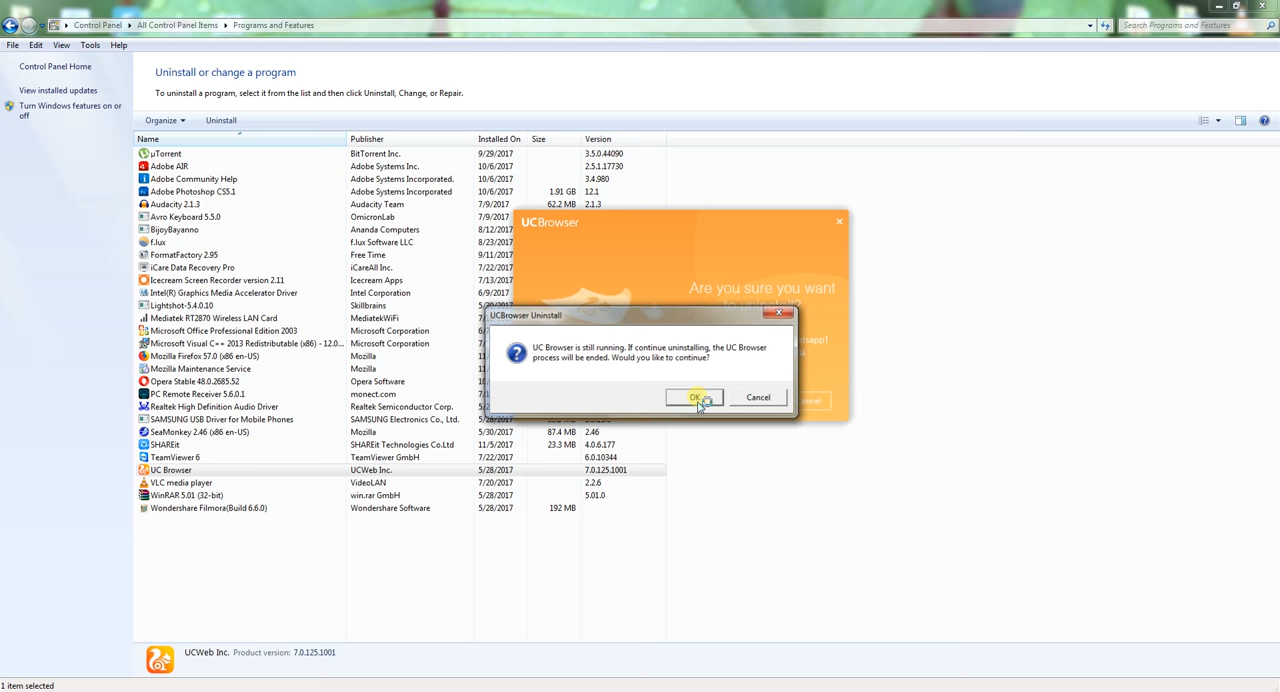 Control Panel ▸ All Control Panel Items ▸ Programs and Features
Search Programs and Features
File Edit View Tools Help
Control Panel Home
View installed updates
Turn Windows features on or off
Uninstall or change a program
To uninstall a program, select it from the list and then click Uninstall, Change, or Repair.
Organize Uninstall
Name Publisher Installed On Size Version
µTorrent BitTorrent Inc. 9/29/2017 3.5.0.44090
Adobe AIR Adobe Systems Inc. 10/6/2017 2.5.1.17730
Adobe Community Help Adobe Systems Incorporated. 10/6/2017 3.4.980
Adobe Photoshop CS5.1 Adobe Systems Incorporated 10/6/2017 1.91 GB 12.1
Audacity 2.1.3 Audacity Team 7/9/2017 62.2 MB 2.1.3
Avro Keyboard 5.5.0 OmicronLab 7/9/2017
BijoyBayanno Ananda Computers 8/12/2017
f.lux f.lux Software LLC 8/23/2017
FormatFactory 2.95 Free Time 9/11/2017
iCare Data Recovery Pro iCareAll Inc. 7/22/2017
Icecream Screen Recorder version 2.11 Icecream Apps 7/13/2017
Intel(R) Graphics Media Accelerator Driver Intel Corporation 6/9/2017
Lightshot-5.4.0.10 Skillbrains
Mediatek RT2870 Wireless LAN Card MediatekWiFi
Microsoft Office Professional Edition 2003 Microsoft Corporation
Microsoft Visual C++ 2013 Redistributable (x86) - 12.0... Microsoft Corporation
Mozilla Firefox 57.0 (x86 en-US) Mozilla
Mozilla Maintenance Service Mozilla
Opera Stable 48.0.2685.52 Opera Software
PC Remote Receiver 5.6.0.1 monect.com
Realtek High Definition Audio Driver Realtek Semiconductor Corp.
SAMSUNG USB Driver for Mobile Phones SAMSUNG Electronics Co., Ltd.
SeaMonkey 2.46 (x86 en-US) Mozilla 5/30/2017 87.4 MB 2.46
SHAREit SHAREit Technologies Co.Ltd 11/5/2017 23.3 MB 4.0.6.177
TeamViewer 6 TeamViewer GmbH 6.0.10344
UC Browser UCWeb Inc. 5/28/2017 7.0.125.1001
VLC media player VideoLAN 7/20/2017 2.2.6
WinRAR 5.01 (32-bit) win.rar GmbH 5/28/2017 5.01.0
Wondershare Filmora(Build 6.6.0) Wondershare Software 5/28/2017 192 MB
UCBrowser
Are you sure you want
to uninstall?
UCBrowser Uninstall
UC Browser is still running. If continue uninstalling, the UC Browser
process will be ended. Would you like to continue?
OK Cancel
UCWeb Inc. Product version: 7.0.125.1001
1 item selected